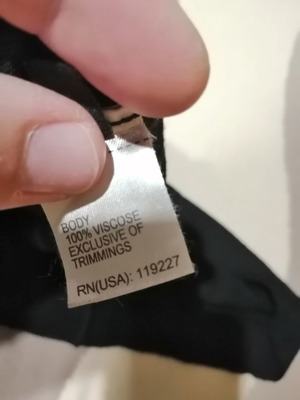 BODY
100% VISCOSE
EXCLUSIVE OF
TRIMMINGS
RN(USA): 119227